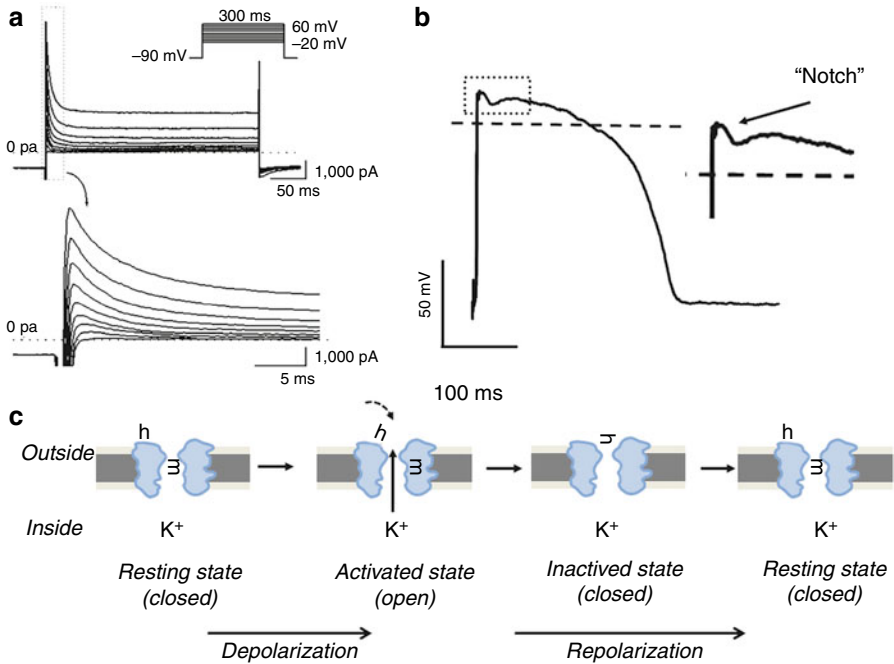 a
300 ms
60 mV
–20 mV
–90 mV
0 pa
1,000 pA
50 ms
0 pa
1,000 pA
5 ms
b
"Notch"
50 mV
100 ms
c
h
m
Outside
Inside
K+
Resting state
(closed)
h
m
K+
Activated state
(open)
h
K+
Inactived state
(closed)
h
m
K+
Resting state
(closed)
Depolarization
Repolarization